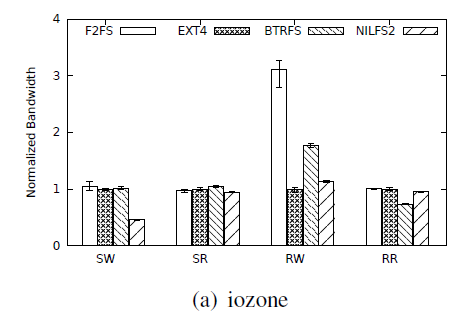 4
F2FS EXT4 BTRFS NILFS2
3
2
1
0
Normalized Bandwidth
SW SR RW RR
(a) iozone